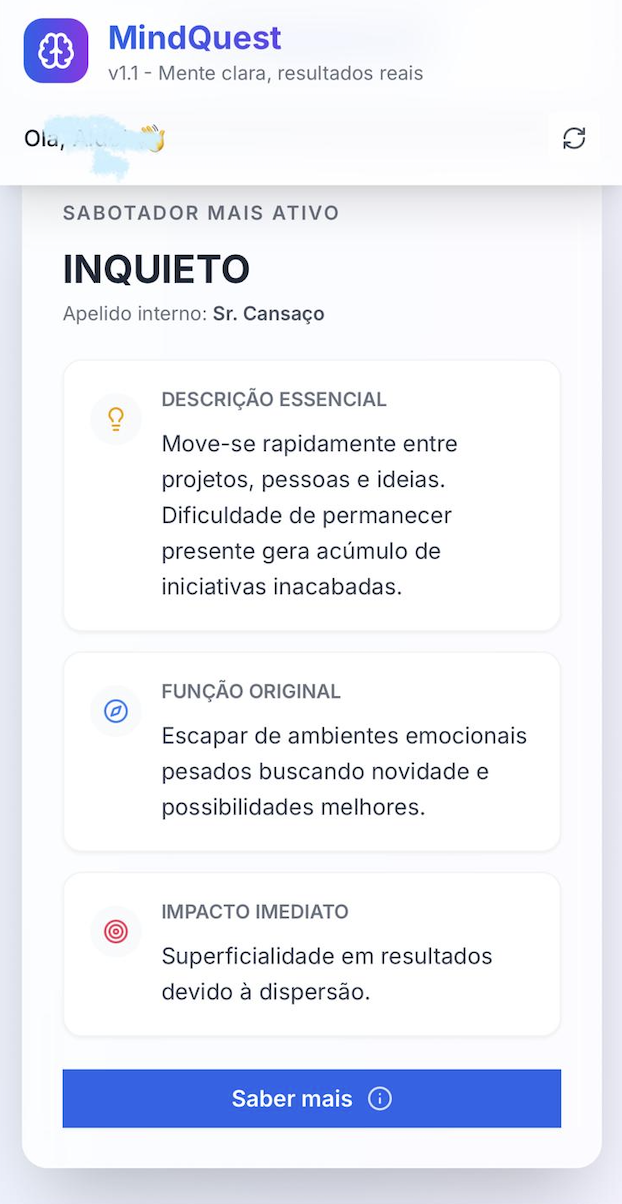 MindQuest
v1.1 - Mente clara, resultados reais
Olá,
SABOTADOR MAIS ATIVO
INQUIETO
Apelido interno: Sr. Cansaço
DESCRIÇÃO ESSENCIAL
Move-se rapidamente entre
projetos, pessoas e ideias.
Dificuldade de permanecer
presente gera acúmulo de
iniciativas inacabadas.
FUNÇÃO ORIGINAL
Escapar de ambientes emocionais
pesados buscando novidade e
possibilidades melhores.
IMPACTO IMEDIATO
Superficialidade em resultados
devido à dispersão.
Saber mais